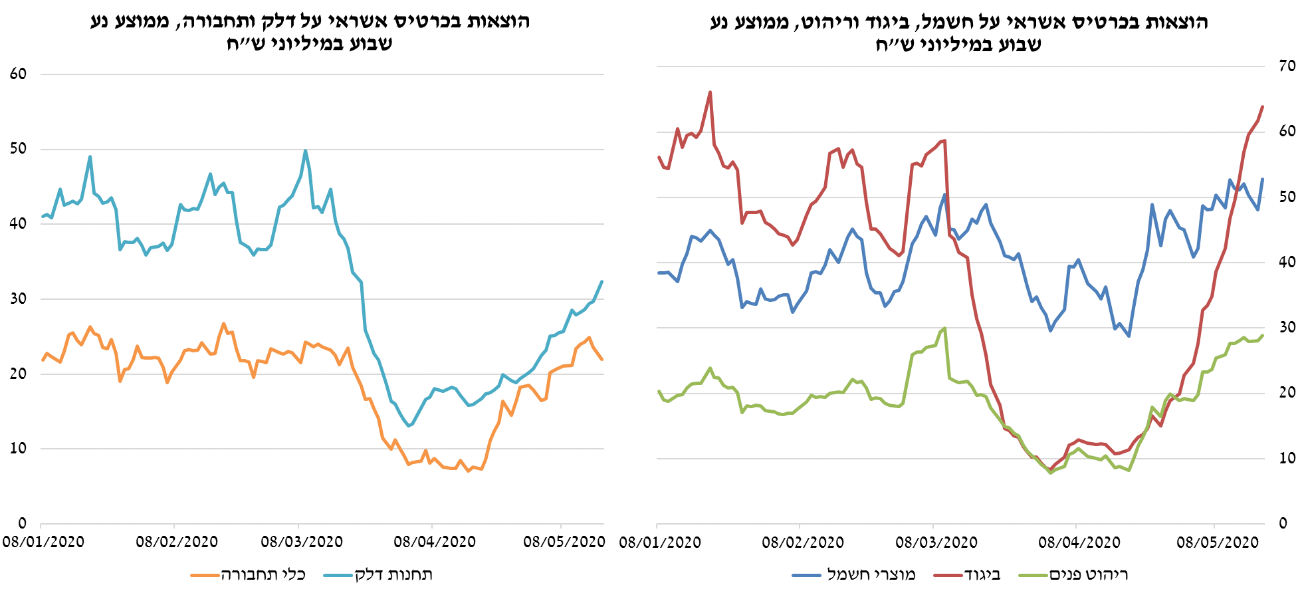 הוצאות בכרטיס אשראי על חשמל, ביגוד וריהוט, ממוצע נע
שבוע במיליוני ש״ח
70
60
50
40
30
20
10
0
08/01/2020 08/02/2020 08/03/2020 08/04/2020 08/05/2020
מוצרי חשמל ביגוד ריהוט פנים
הוצאות בכרטיס אשראי על דלק ותחבורה, ממוצע נע
שבוע במיליוני ש״ח
60
50
40
30
20
10
0
08/01/2020 08/02/2020 08/03/2020 08/04/2020 08/05/2020
כלי תחבורה תחנות דלק